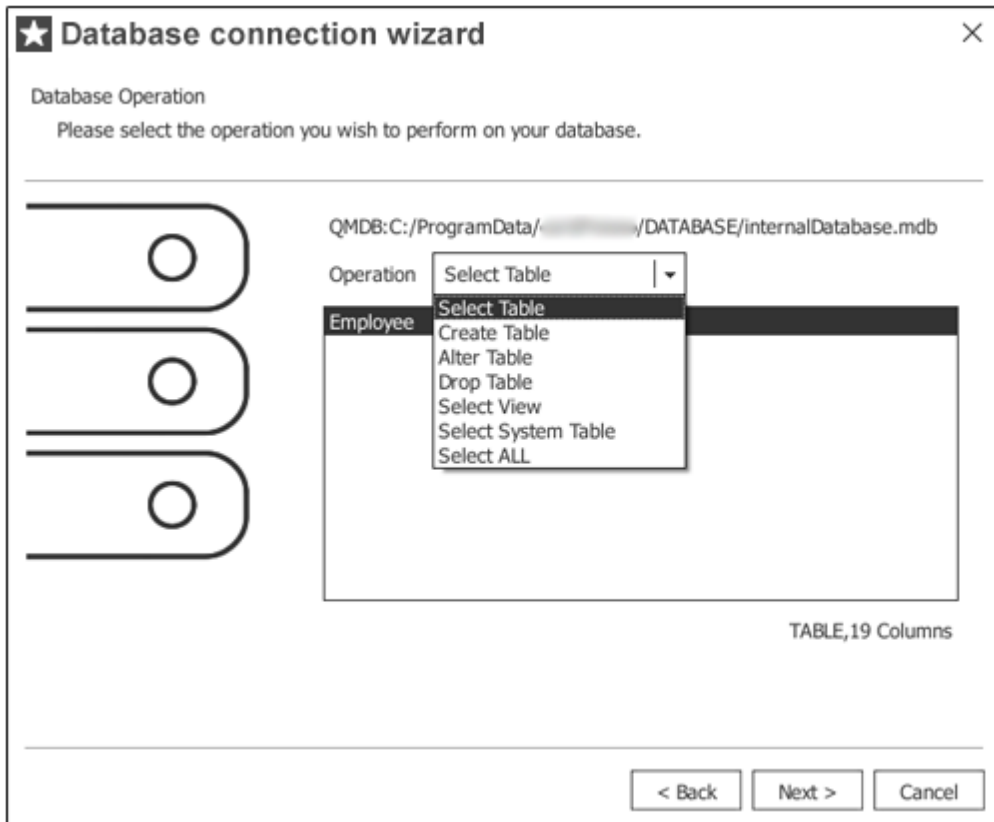 Database connection wizard
Database Operation
Please select the operation you wish to perform on your database.
QMDB:C:/ProgramData/ /DATABASE/internalDatabase.mdb
Operation Select Table
Employee
Select Table
Create Table
Alter Table
Drop Table
Select View
Select System Table
Select ALL
TABLE,19 Columns
< Back Next > Cancel